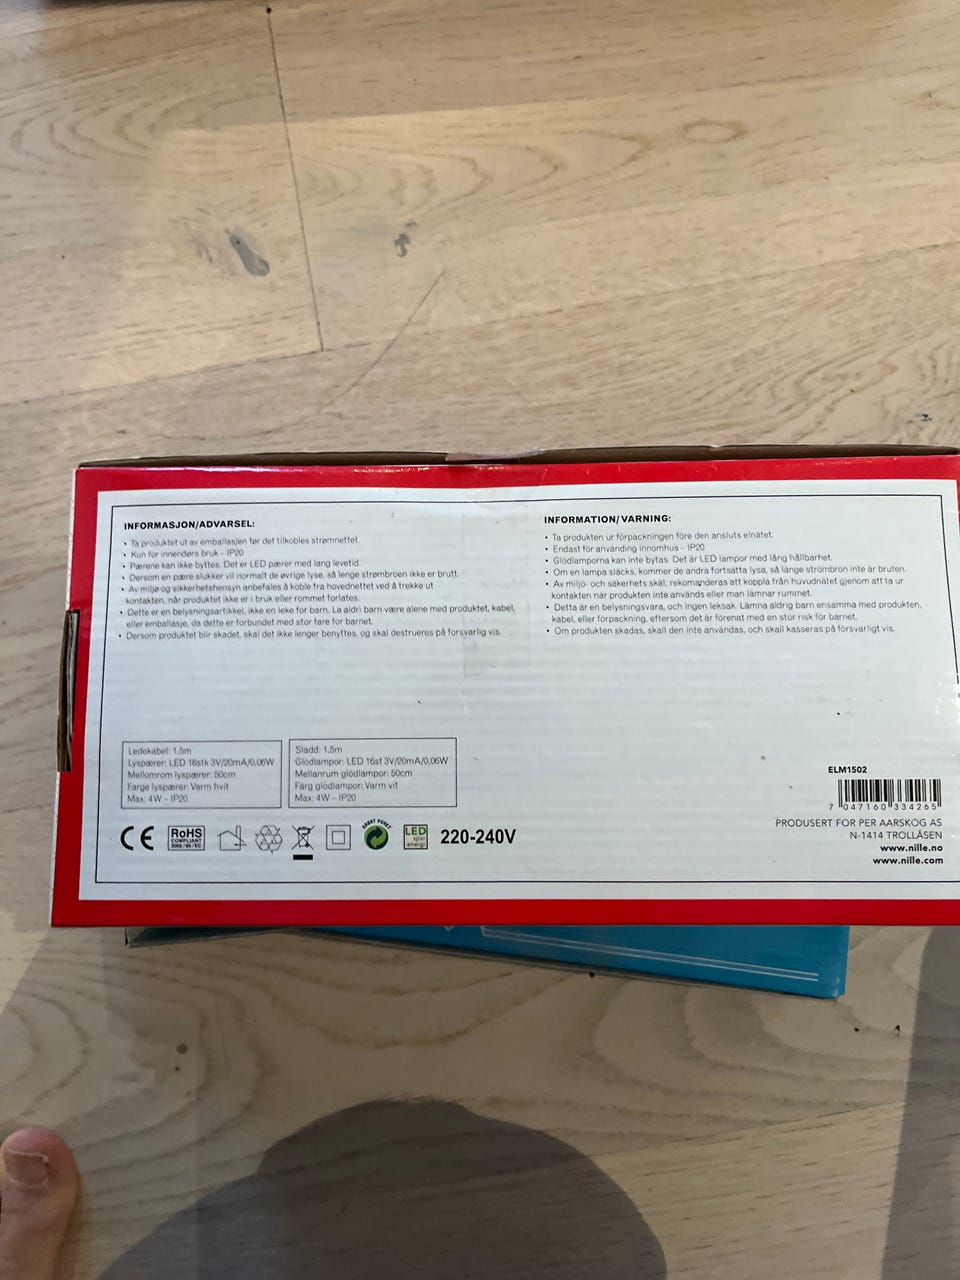 INFORMASJON/ADVARSEL:
• Ta produktet ut av emballasjen før det tilkobles strømnettet.
• Kun for innendørs bruk – IP20
• Pærene kan ikke byttes. Det er LED pærer med lang levetid.
• Dersom en pære slukker vil normalt de øvrige lyse, så lenge strømbroen ikke er brutt.
• Av miljø og sikkerhetshensyn anbefales å koble fra hovednettet ved å trekke ut
kontakten, når produktet ikke er i bruk eller rommet forlates.
• Dette er en belysningsartikkel, ikke en leke for barn. La aldri barn være alene med produktet, kabel,
eller emballasje, da dette er forbundet med stor fare for barnet.
• Dersom produktet blir skadet, skal det ikke lenger benyttes, og skal destrueres på forsvarlig vis.
INFORMATION/VARNING:
• Ta produkten ur förpackningen före den ansluts elnätet.
• Endast för användning innomhus – IP20
• Glödlamporna kan inte bytas. Det är LED lampor med lång hållbarhet.
• Om en lampa släcks, kommer de andra fortsätta lysa, så länge strömbron inte är bruten.
• Av miljö- och säkerhets skäl, rekomanderas att koppla från huvudnätet gjenom att ta ur
kontakten när produkten inte används eller man lämnar rummet.
• Detta är en belysningsvara, och ingen leksak. Lämna aldrig barn ensamma med produkten,
kabel, eller förpackning, eftersom det är förenat med en stor risk för barnet.
• Om produkten skadas, skall den inte användas, och skall kasseras på försvarligt vis.
Ledekabel: 1,5m
Lyspærer: LED 16stk 3V/20mA/0,06W
Mellomrom lyspærer: 50cm
Farge lyspærer: Varm hvit
Max: 4W – IP20
Sladd: 1,5m
Glödlampor: LED 16st 3V/20mA/0,06W
Mellanrum glödlampor: 50cm
Färg glödlampor: Varm vit
Max: 4W – IP20
CE
RoHS
COMPLIANT
2002/95/EC
GRØNT PUNKT
LED
spar
energi
220-240V
ELM1502
7 047160 334265
PRODUSERT FOR PER AARSKOG AS
N-1414 TROLLÅSEN
www.nille.no
www.nille.com